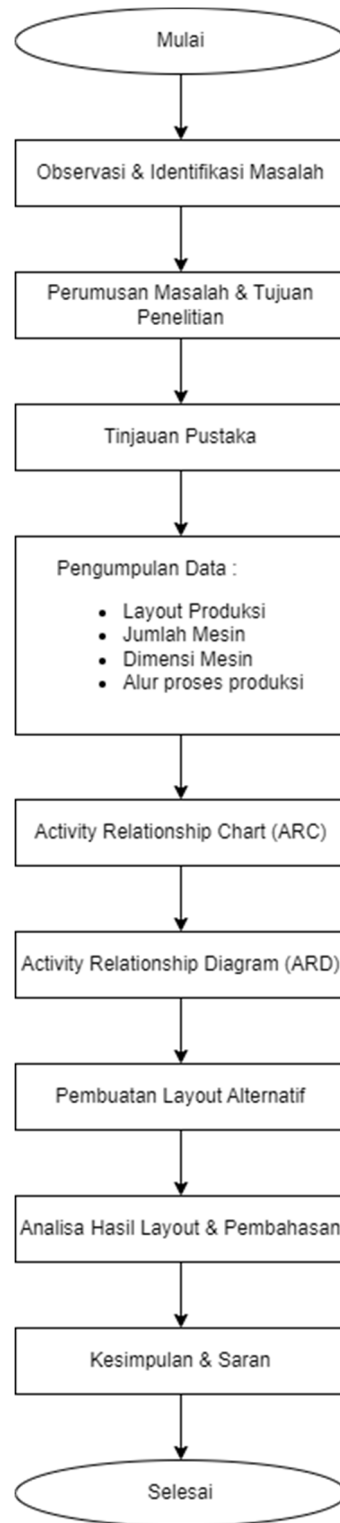 Mulai
Observasi & Identifikasi Masalah
Perumusan Masalah & Tujuan
Penelitian
Tinjauan Pustaka
Pengumpulan Data :
• Layout Produksi
• Jumlah Mesin
• Dimensi Mesin
• Alur proses produksi
Activity Relationship Chart (ARC)
Activity Relationship Diagram (ARD)
Pembuatan Layout Alternatif
Analisa Hasil Layout & Pembahasan
Kesimpulan & Saran
Selesai